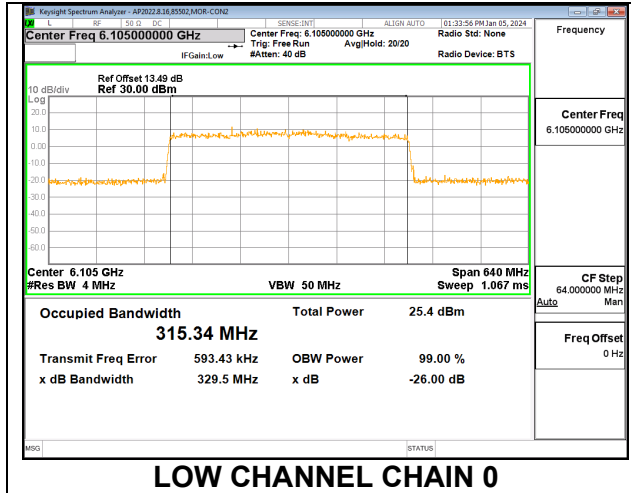 Keysight Spectrum Analyzer - AP2022.8.16,85502,MOR-CON2
L RF 50 Ω DC SENSE:INT ALIGN AUTO 01:33:56 PM Jan 05, 2024
Center Freq 6.105000000 GHz Center Freq: 6.105000000 GHz Radio Std: None Frequency
Trig: Free Run Avg|Hold: 20/20
IFGain:Low #Atten: 40 dB Radio Device: BTS
Ref Offset 13.49 dB
10 dB/div Ref 30.00 dBm
Log
20.0
10.0
0.00
-10.0
-20.0
-30.0
-40.0
-50.0
-60.0
Center Freq
6.105000000 GHz
Center 6.105 GHz Span 640 MHz
#Res BW 4 MHz VBW 50 MHz Sweep 1.067 ms
CF Step
64.000000 MHz
Auto Man
Occupied Bandwidth Total Power 25.4 dBm
315.34 MHz
Freq Offset
0 Hz
Transmit Freq Error 593.43 kHz OBW Power 99.00 %
x dB Bandwidth 329.5 MHz x dB -26.00 dB
MSG STATUS
LOW CHANNEL CHAIN 0